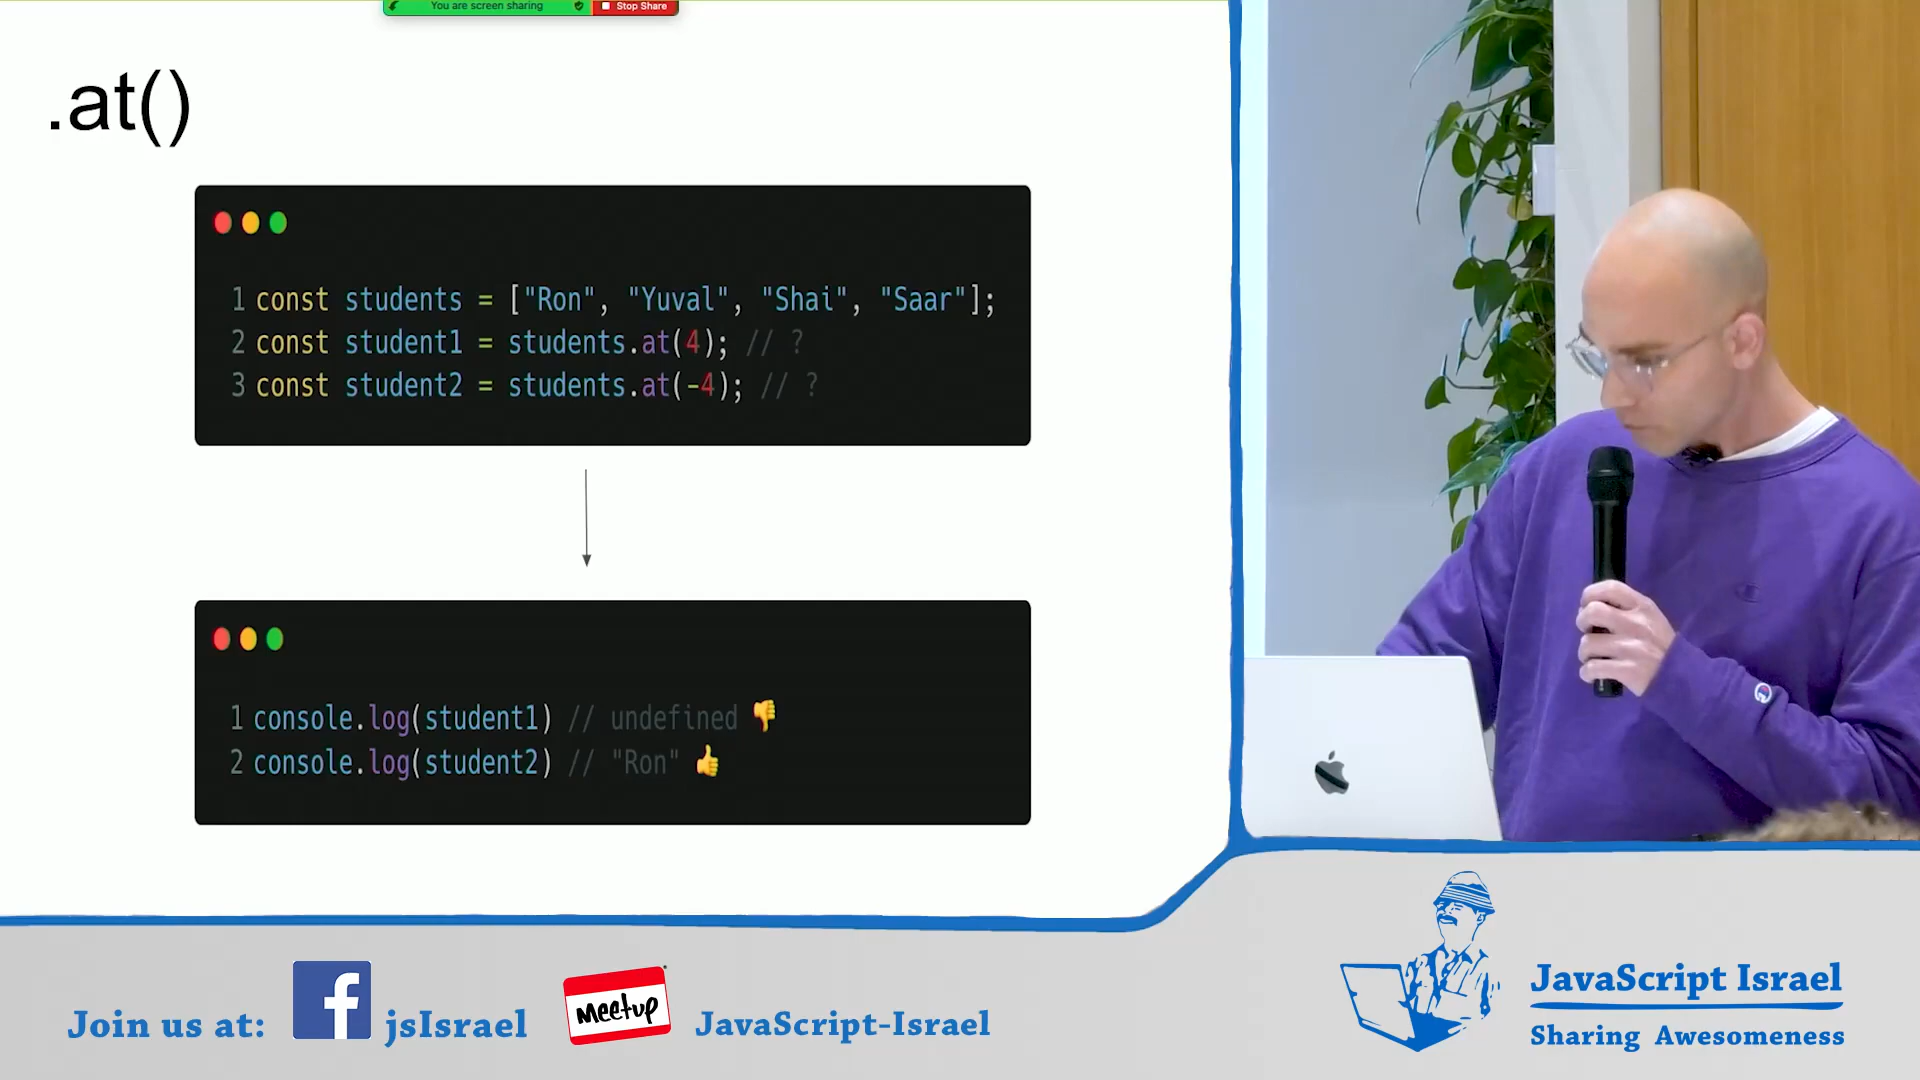 You are screen sharing
Stop Share
.at()
1 const students = ["Ron", "Yuval", "Shai", "Saar"];
2 const student1 = students.at(4); // ?
3 const student2 = students.at(-4); // ?
1 console.log(student1) // undefined 👎
2 console.log(student2) // "Ron" 👍
Join us at:
f
jsIsrael
meetup
JavaScript-Israel
JavaScript Israel
Sharing Awesomeness